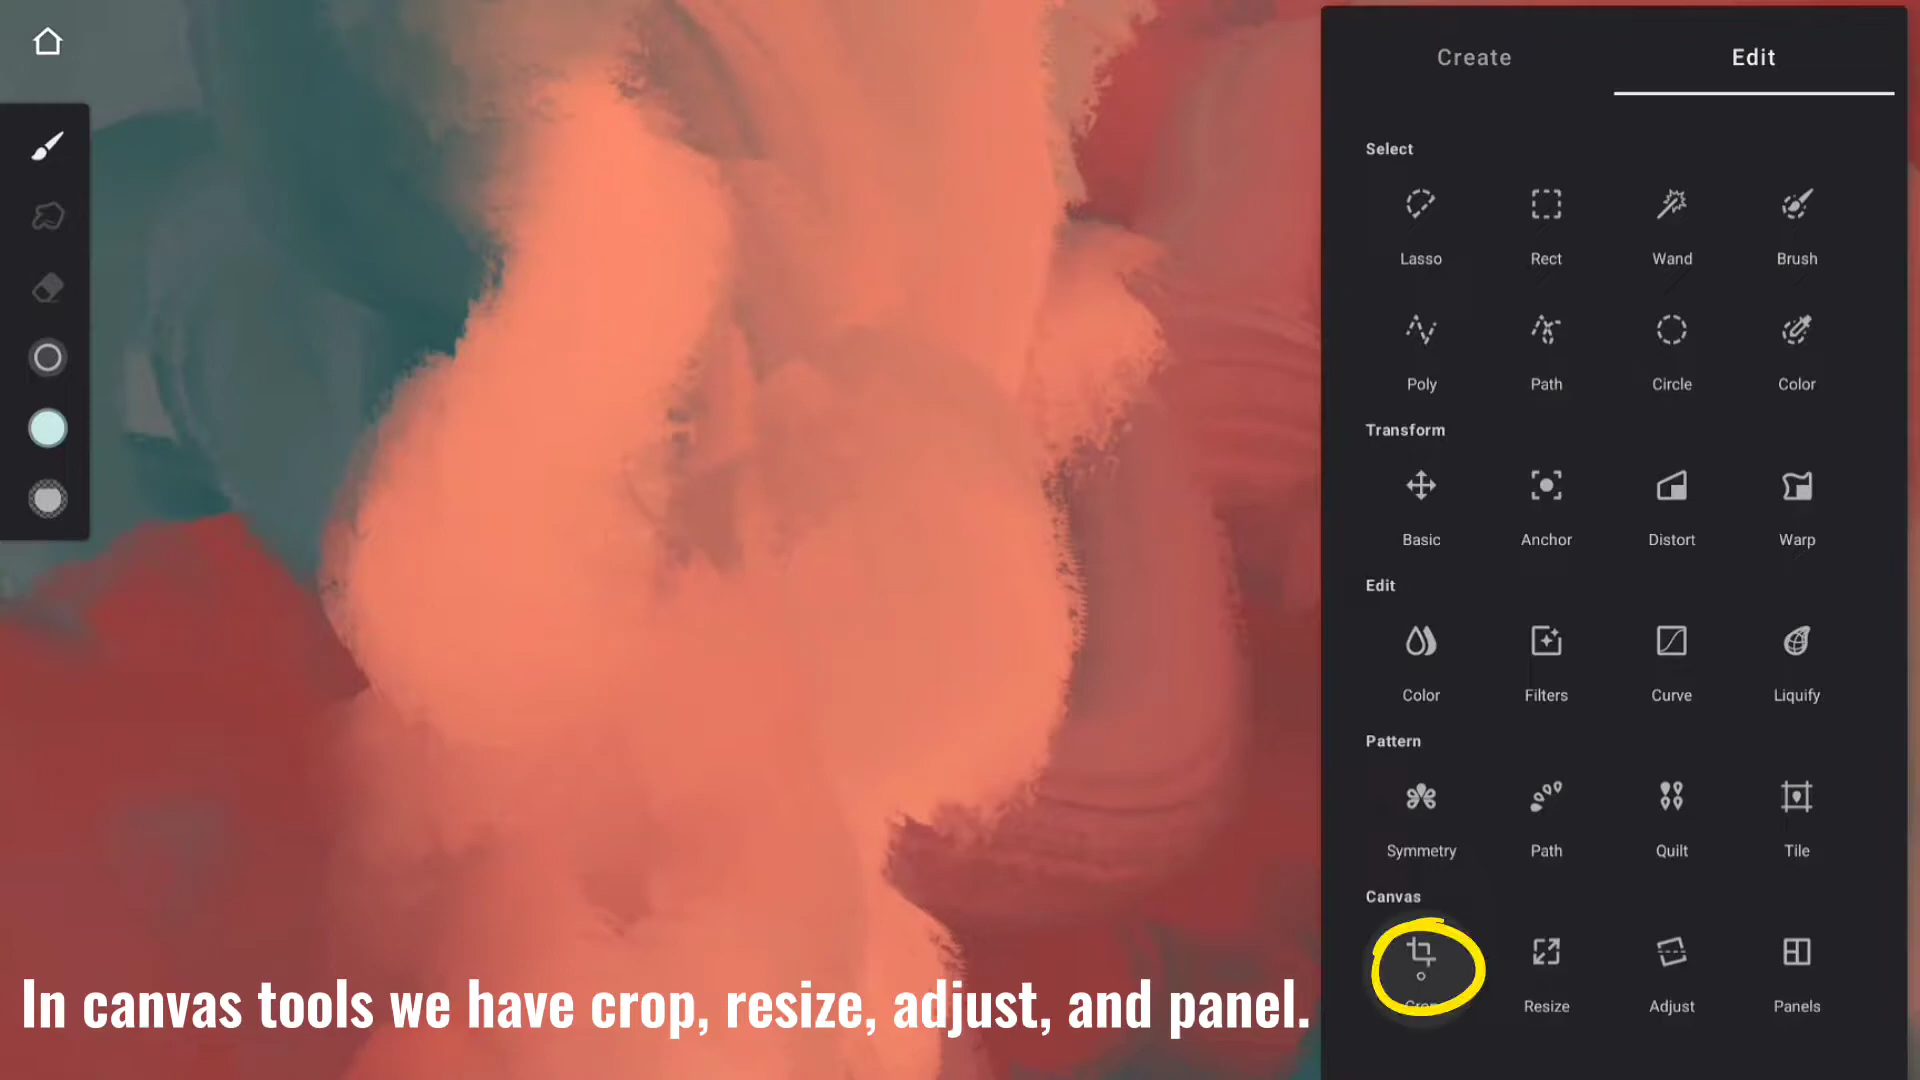 Create Edit
Select
Lasso Rect Wand Brush
Poly Path Circle Color
Transform
Basic Anchor Distort Warp
Edit
Color Filters Curve Liquify
Pattern
Symmetry Path Quilt Tile
Canvas
Crop Resize Adjust Panels
In canvas tools we have crop, resize, adjust, and panel.